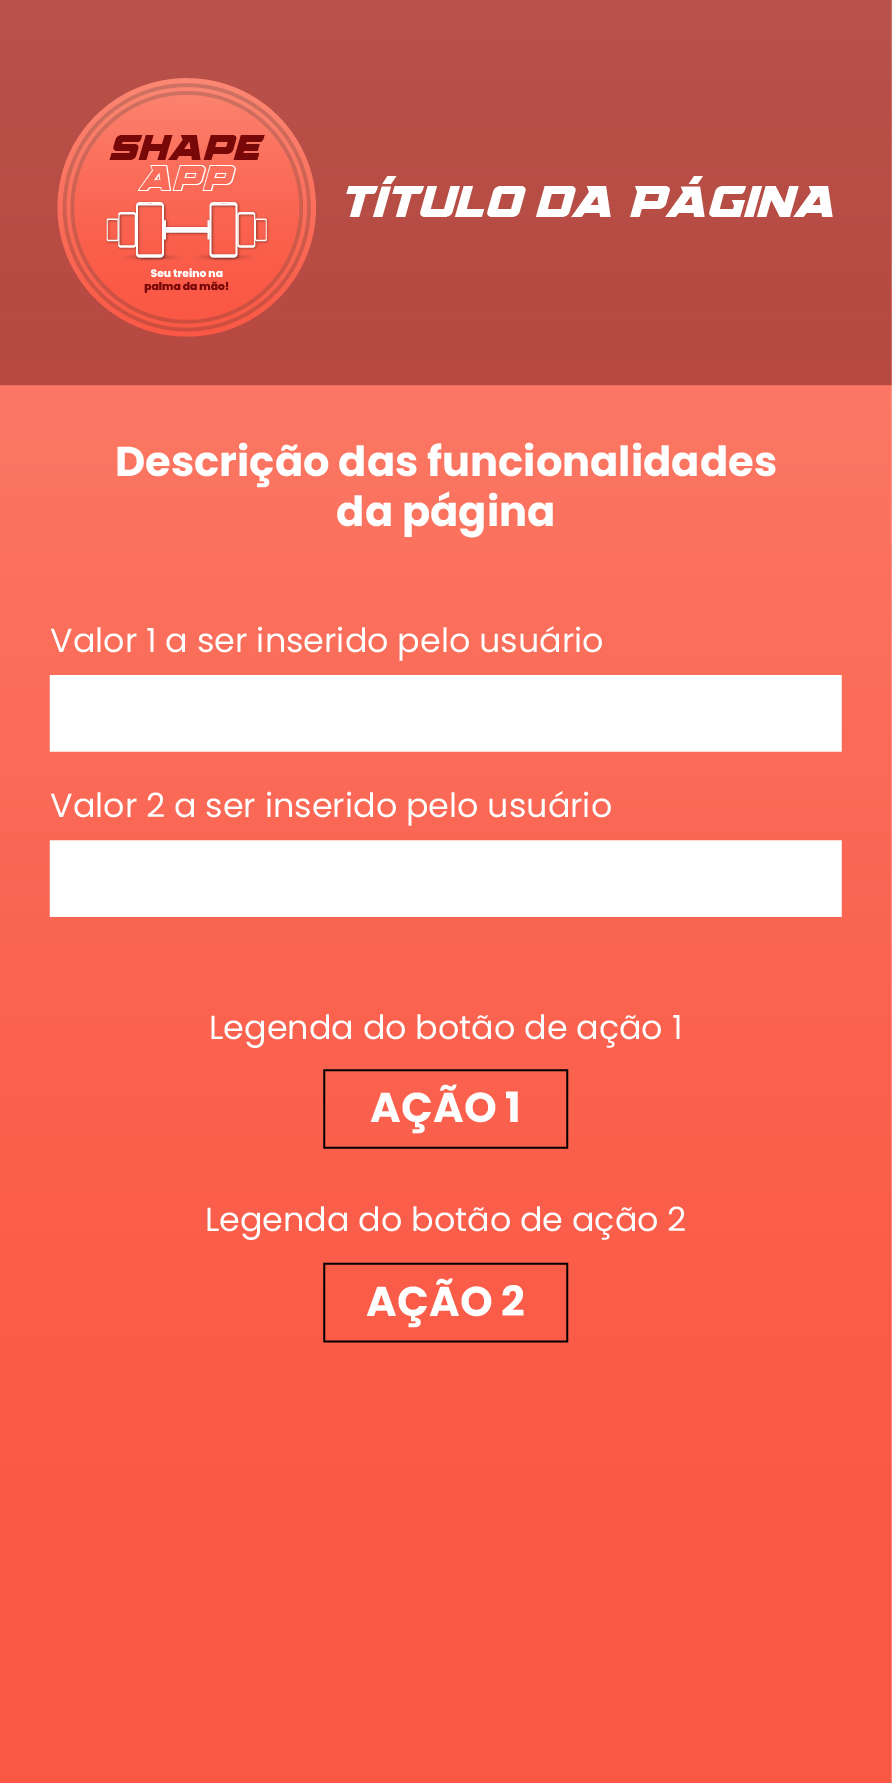 SHAPE
APP
Seu treino na
palma da mão!
TÍTULO DA PÁGINA
Descrição das funcionalidades
da página
Valor 1 a ser inserido pelo usuário
Valor 2 a ser inserido pelo usuário
Legenda do botão de ação 1
AÇÃO 1
Legenda do botão de ação 2
AÇÃO 2